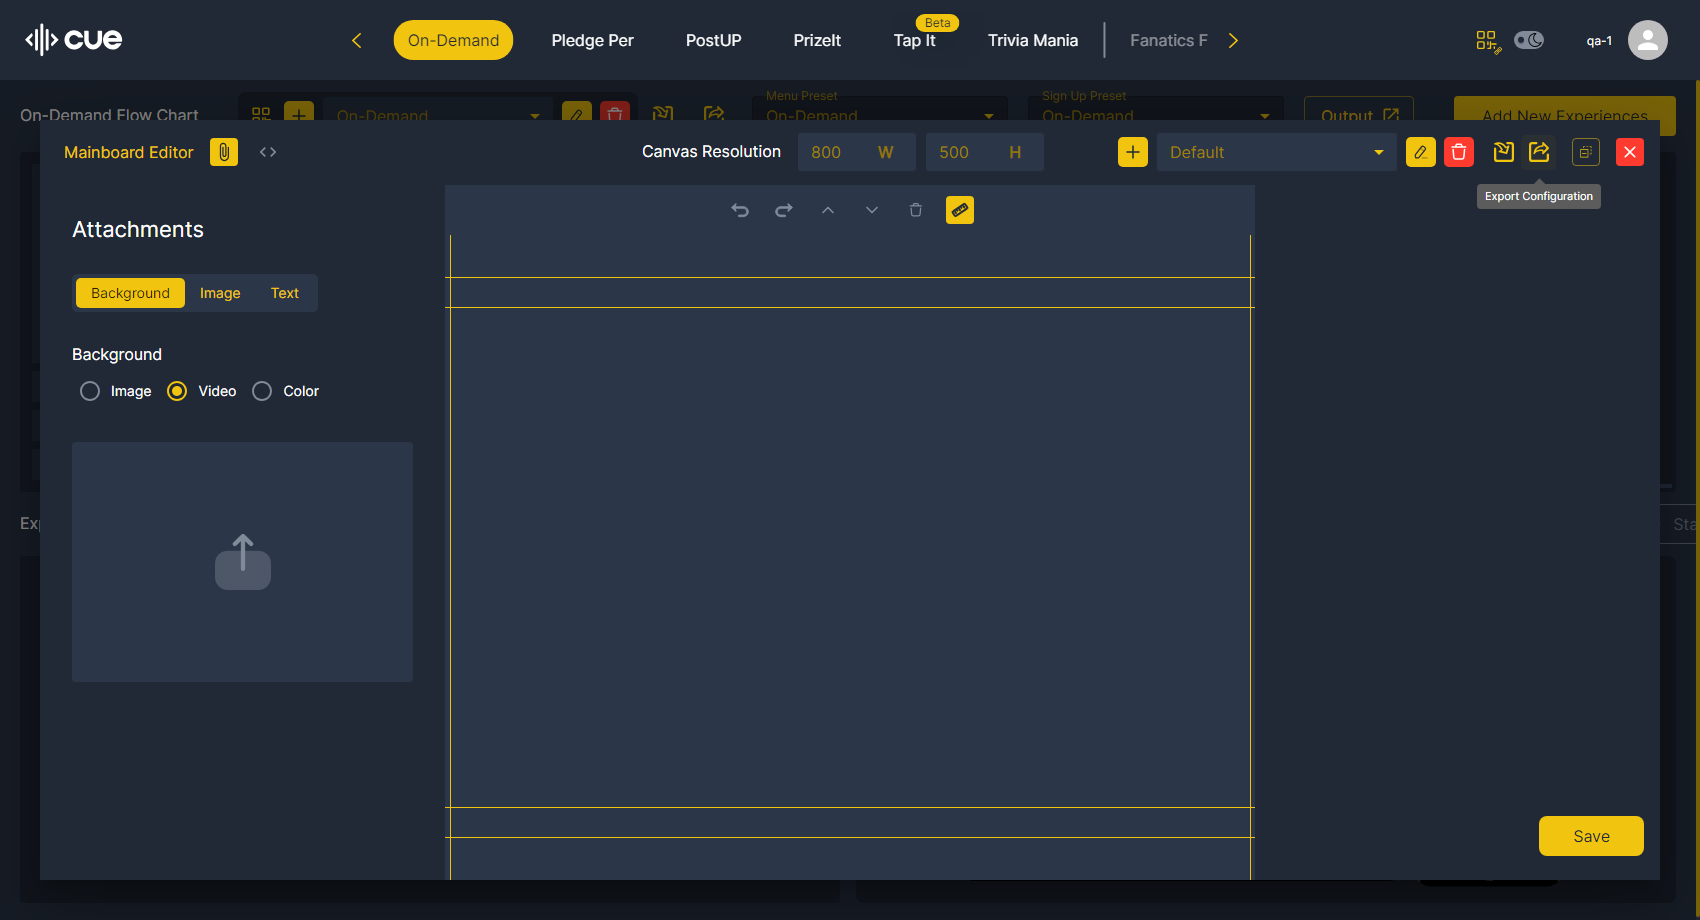 cue
On-Demand
Pledge Per
PostUP
PrizeIt
Beta
Tap It
Trivia Mania
Fanatics F
qa-1
On-Demand Flow Chart
On-Demand
Menu Preset
On-Demand
Sign Up Preset
On-Demand
Output
Add New Experiences
Mainboard Editor
Canvas Resolution
800 W
500 H
Default
Export Configuration
Attachments
Background
Image
Text
Background
Image
Video
Color
Exp
Sta
Save